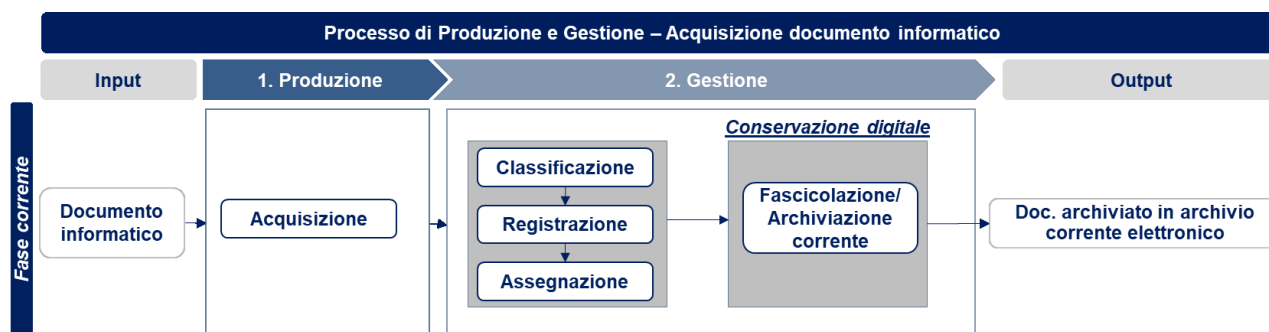 Processo di Produzione e Gestione – Acquisizione documento informatico
Input
1. Produzione
2. Gestione
Output
Fase corrente
Documento
informatico
Acquisizione
Classificazione
Registrazione
Assegnazione
Conservazione digitale
Fascicolazione/
Archiviazione
corrente
Doc. archiviato in archivio
corrente elettronico